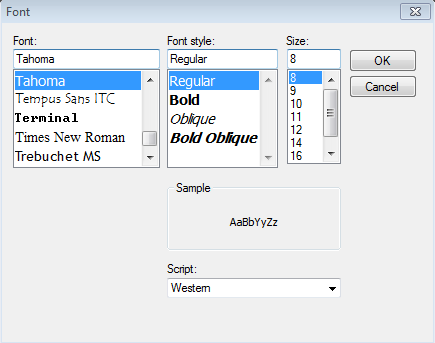 Font
Font:
Tahoma
Tahoma
Tempus Sans ITC
Terminal
Times New Roman
Trebuchet MS
Font style:
Regular
Regular
Bold
Oblique
Bold Oblique
Size:
8
8
9
10
11
12
14
16
OK
Cancel
Sample
AaBbYyZz
Script:
Western